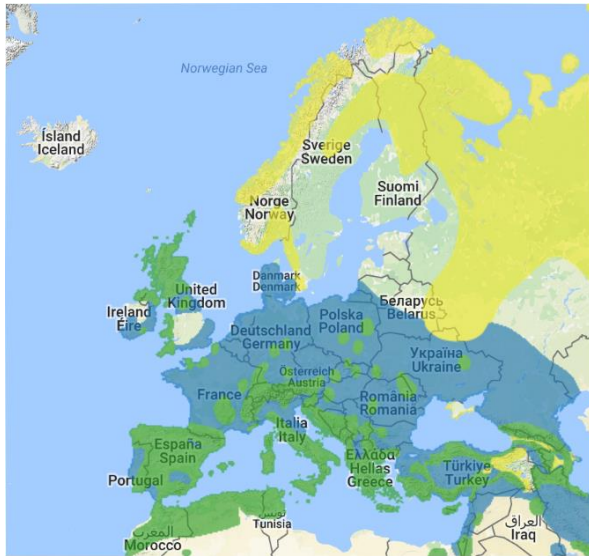 Norwegian Sea
Ísland
Iceland
Sverige
Sweden
Suomi
Finland
Norge
Norway
Danmark
Denmark
United
Kingdom
Ireland
Éire
Беларусь
Belarus
Polska
Poland
Deutschland
Germany
Україна
Ukraine
Österreich
Austria
France
România
Romania
Italia
Italy
España
Spain
Ελλάδα
Hellas
Greece
Portugal
Türkiye
Turkey
تونس
Tunisia
العراق
Iraq
المغرب
Morocco